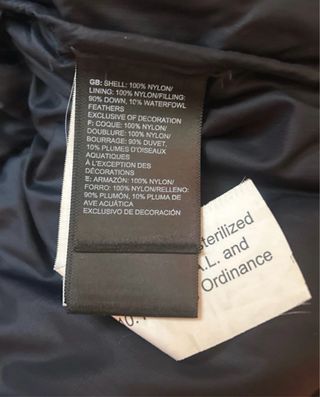 GB: SHELL: 100% NYLON/
LINING: 100% NYLON/FILLING:
90% DOWN, 10% WATERFOWL
FEATHERS
EXCLUSIVE OF DECORATION
F: COQUE: 100% NYLON/
DOUBLURE: 100% NYLON/
BOURRAGE: 90% DUVET,
10% PLUMES D'OISEAUX
AQUATIQUES
À L'EXCEPTION DES
DÉCORATIONS
E: ARMAZÓN: 100% NYLON/
FORRO: 100% NYLON/RELLENO:
90% PLUMÓN, 10% PLUMA DE
AVE ACUÁTICA
EXCLUSIVO DE DECORACIÓN
sterilized
A.L. and
Ordinance